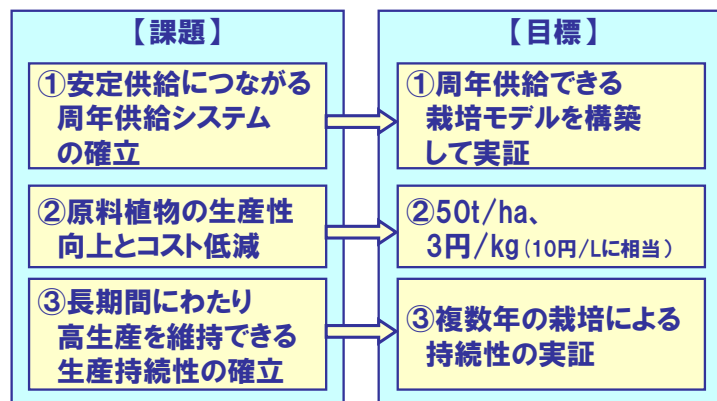 【課題】
①安定供給につながる
周年供給システム
の確立
②原料植物の生産性
向上とコスト低減
③長期間にわたり
高生産を維持できる
生産持続性の確立
【目標】
①周年供給できる
栽培モデルを構築
して実証
②50t/ha、
3円/kg(10円/Lに相当)
③複数年の栽培による
持続性の実証